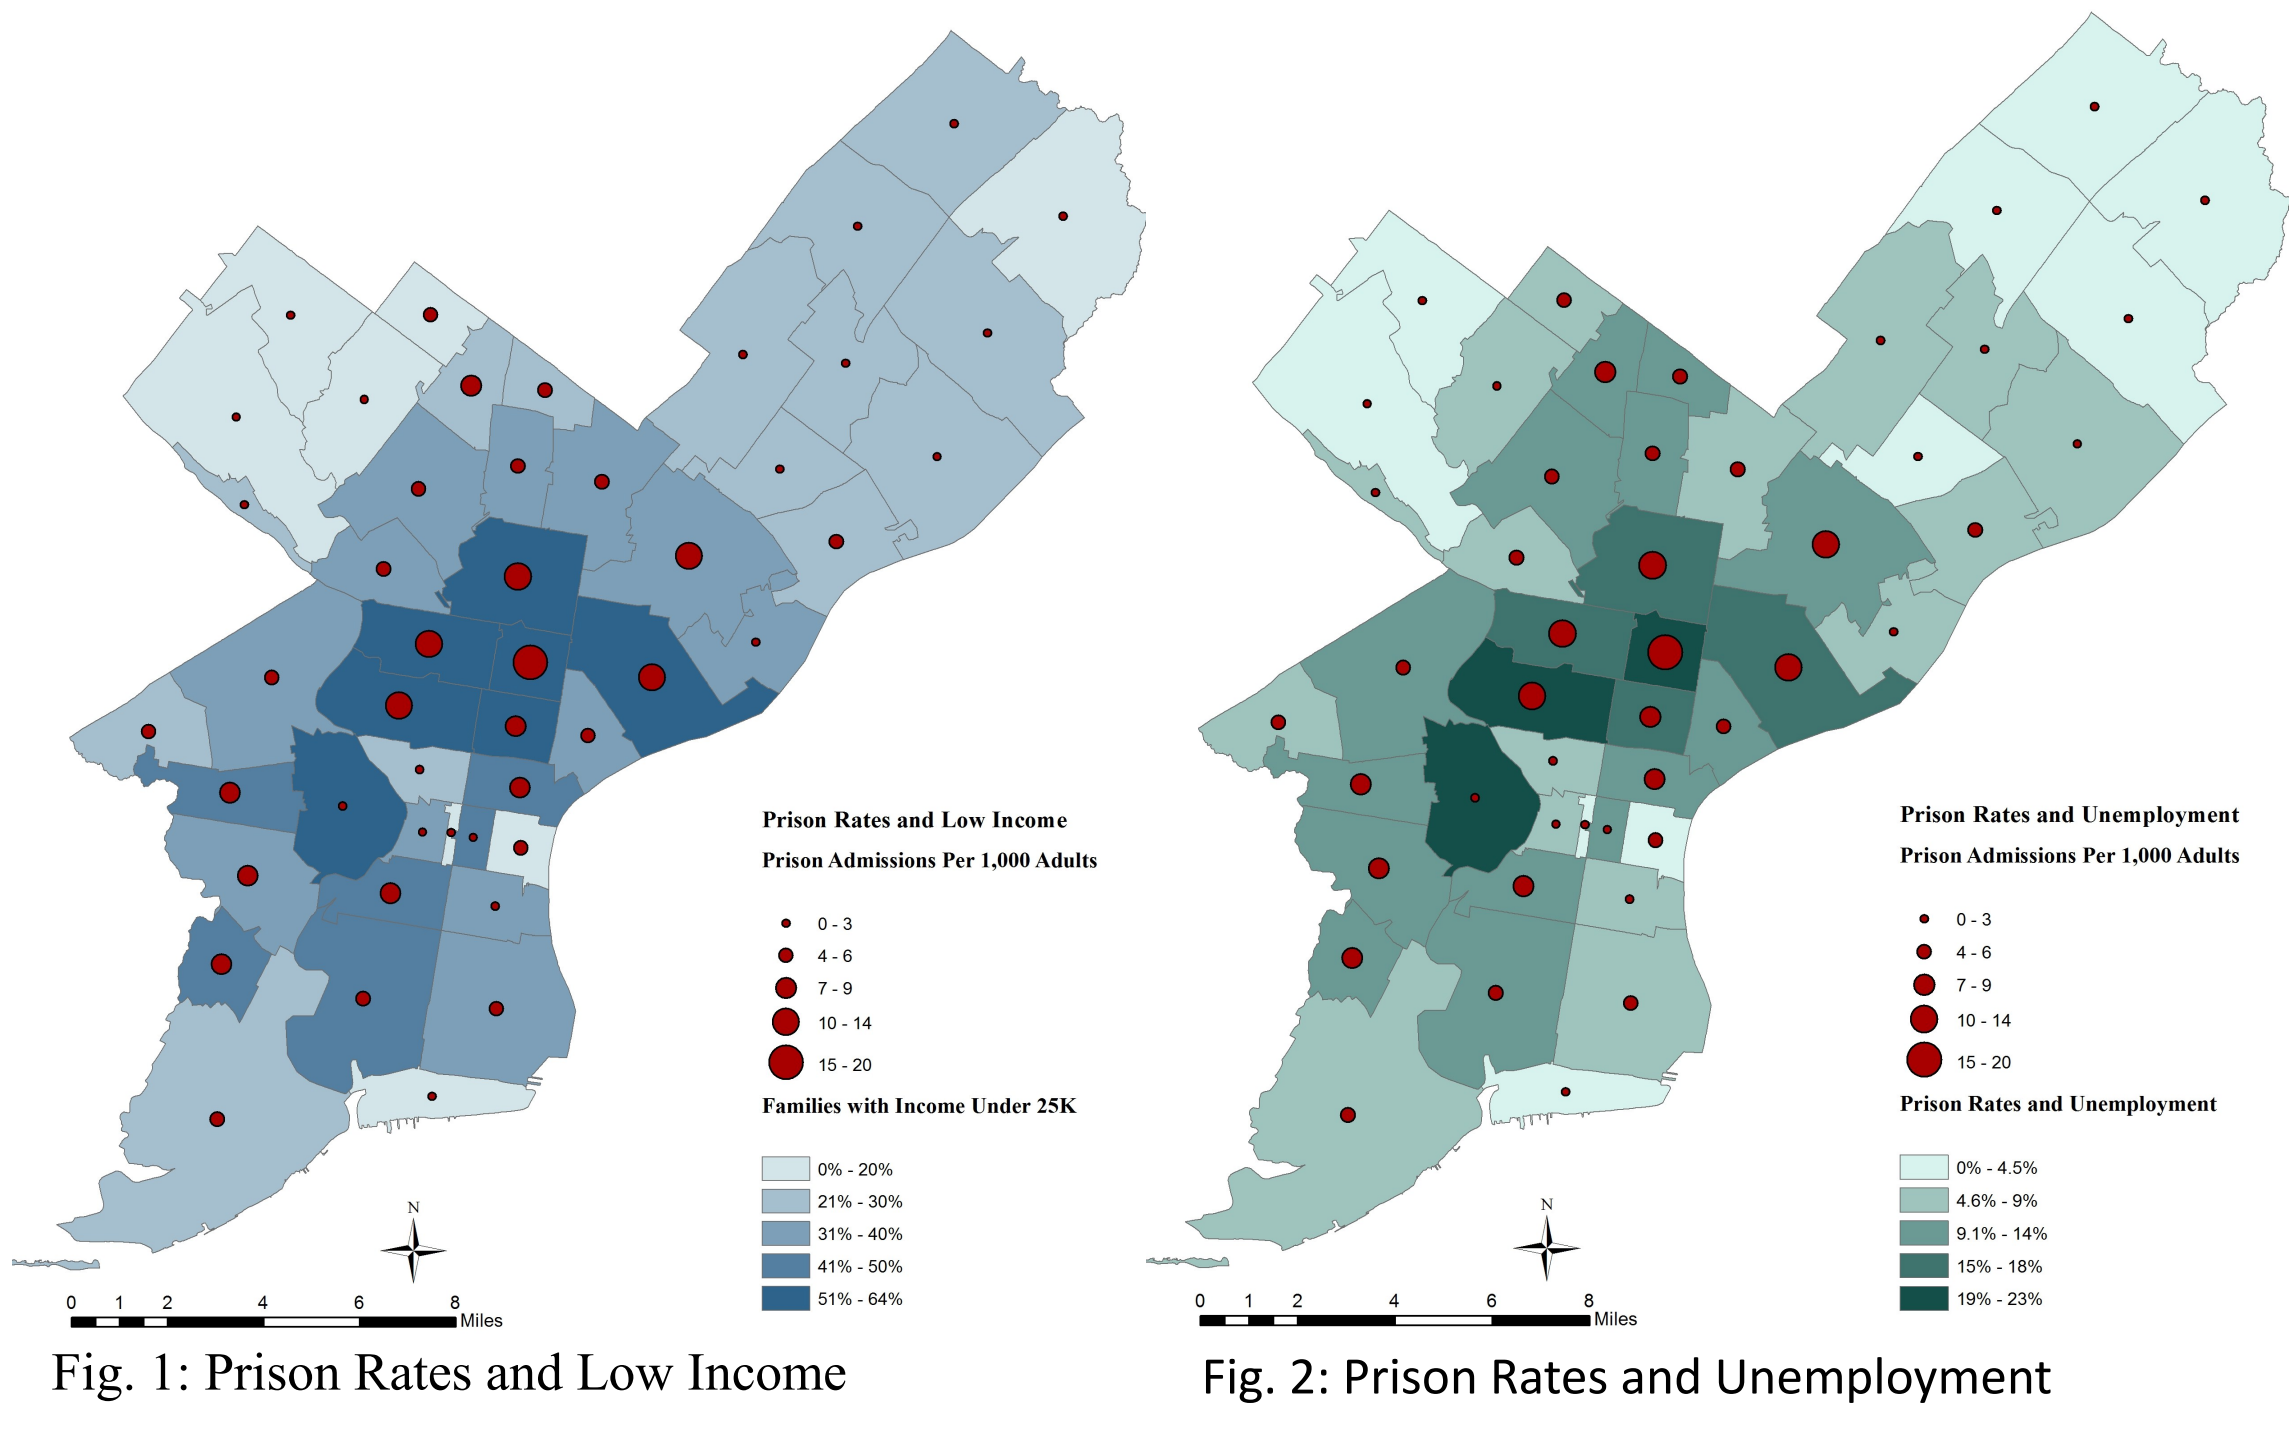 Prison Rates and Low Income
Prison Admissions Per 1,000 Adults
0 - 3
4 - 6
7 - 9
10 - 14
15 - 20
Families with Income Under 25K
0% - 20%
21% - 30%
31% - 40%
41% - 50%
51% - 64%
N
0 1 2 4 6 8
Miles
Fig. 1: Prison Rates and Low Income
Prison Rates and Unemployment
Prison Admissions Per 1,000 Adults
0 - 3
4 - 6
7 - 9
10 - 14
15 - 20
Prison Rates and Unemployment
0% - 4.5%
4.6% - 9%
9.1% - 14%
15% - 18%
19% - 23%
N
0 1 2 4 6 8
Miles
Fig. 2: Prison Rates and Unemployment